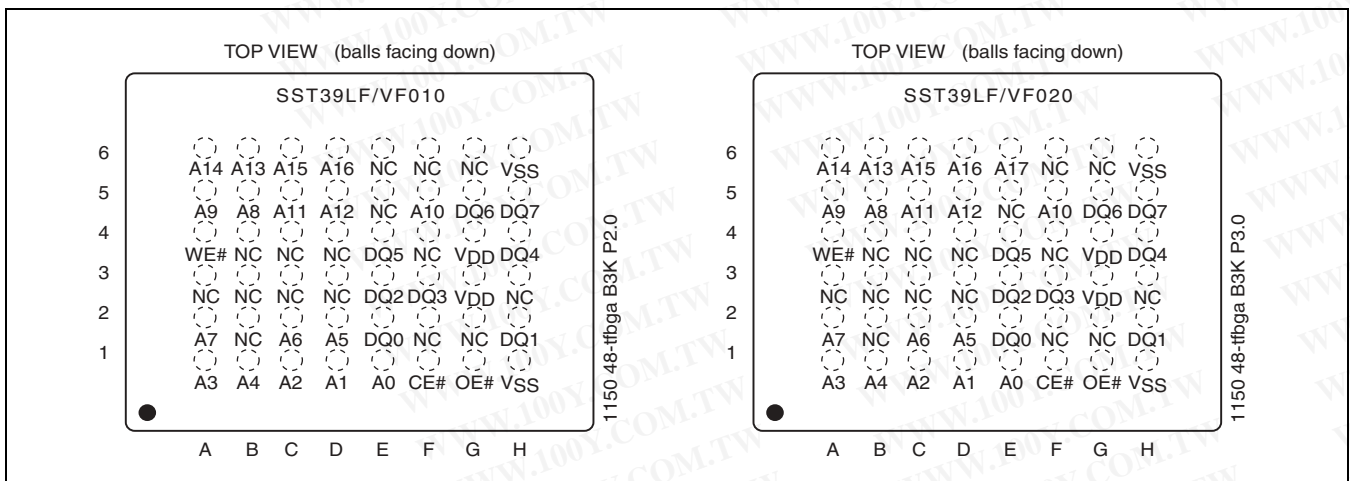 TOP VIEW (balls facing down)
SST39LF/VF010
6
A14 A13 A15 A16 NC NC NC VSS
5
A9 A8 A11 A12 NC A10 DQ6 DQ7
4
WE# NC NC NC DQ5 NC VDD DQ4
3
NC NC NC NC DQ2 DQ3 VDD NC
2
A7 NC A6 A5 DQ0 NC NC DQ1
1
A3 A4 A2 A1 A0 CE# OE# VSS
A B C D E F G H
1150 48-tfbga B3K P2.0
TOP VIEW (balls facing down)
SST39LF/VF020
6
A14 A13 A15 A16 A17 NC NC VSS
5
A9 A8 A11 A12 NC A10 DQ6 DQ7
4
WE# NC NC NC DQ5 NC VDD DQ4
3
NC NC NC NC DQ2 DQ3 VDD NC
2
A7 NC A6 A5 DQ0 NC NC DQ1
1
A3 A4 A2 A1 A0 CE# OE# VSS
A B C D E F G H
1150 48-tfbga B3K P3.0
WWW.100Y.COM.TW